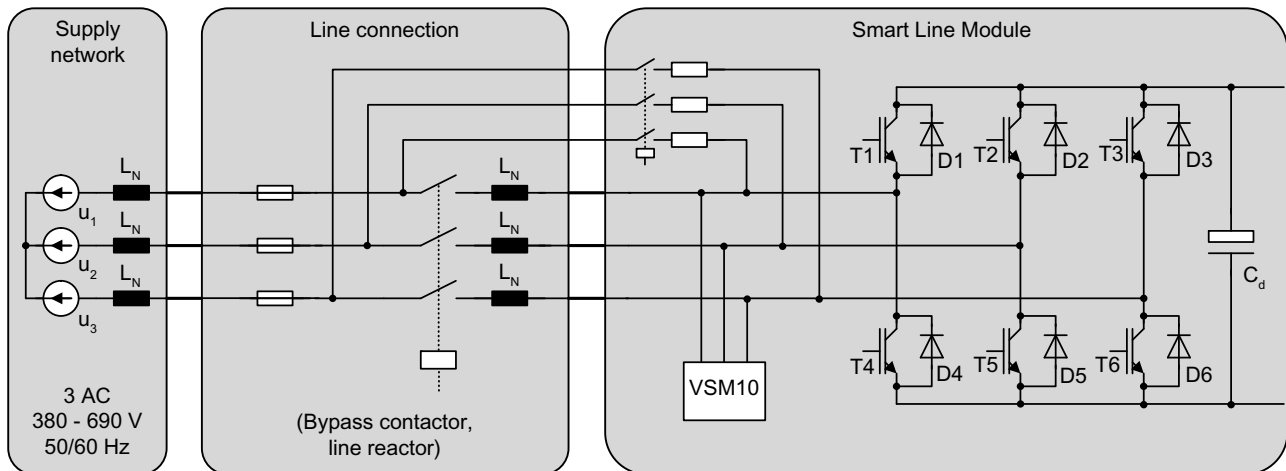 Supply
network
Line connection
Smart Line Module
L_N
u_1
L_N
u_2
L_N
u_3
L_N
L_N
L_N
T1
D1
T2
D2
T3
D3
C_d
T4
D4
T5
D5
T6
D6
VSM10
3 AC
380 - 690 V
50/60 Hz
(Bypass contactor,
line reactor)